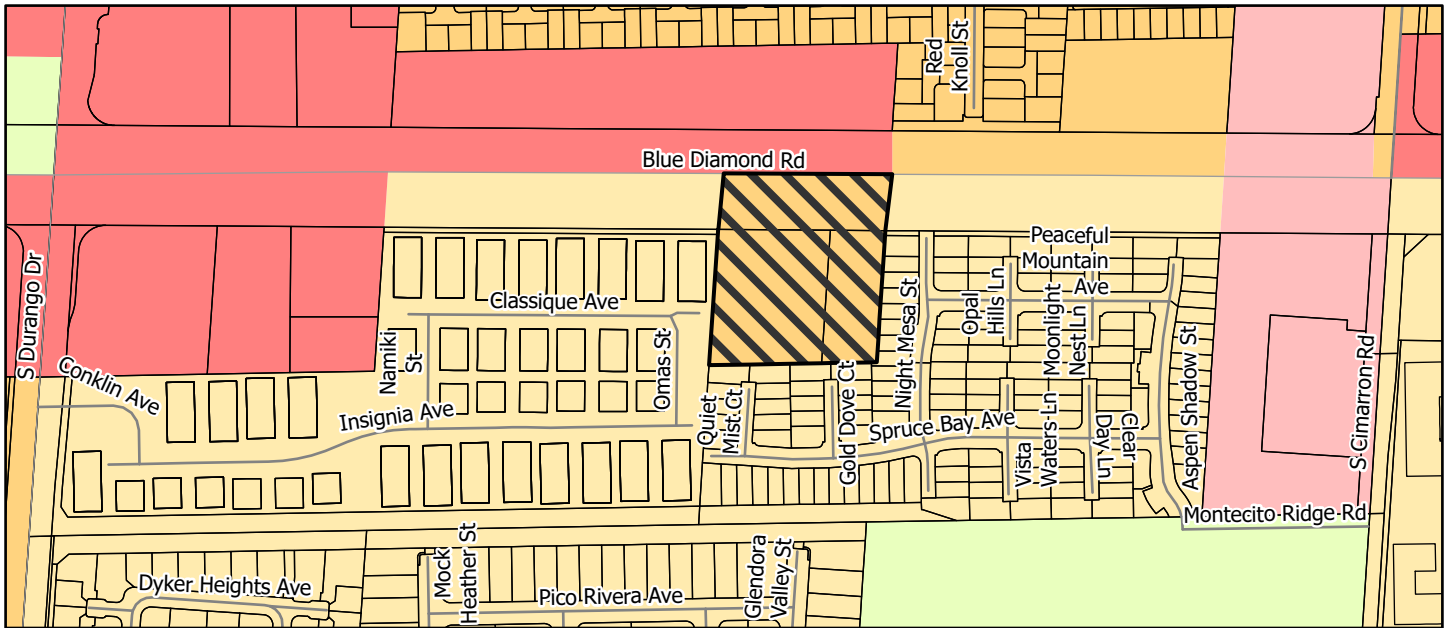 Red
Knoll St
Blue Diamond Rd
S Durango Dr
Peaceful
Mountain
Ave
Classique Ave
Namiki
St
Omas St
Night Mesa St
Opal
Hills Ln
Moonlight
Nest Ln
Aspen Shadow St
S Cimarron Rd
Conklin Ave
Insignia Ave
Quiet
Mist Ct
Gold Dove Ct
Spruce Bay Ave
Vista
Waters Ln
Clear
Day Ln
Montecito Ridge Rd
Mock
Heather St
Glendora
Valley St
Dyker Heights Ave
Pico Rivera Ave